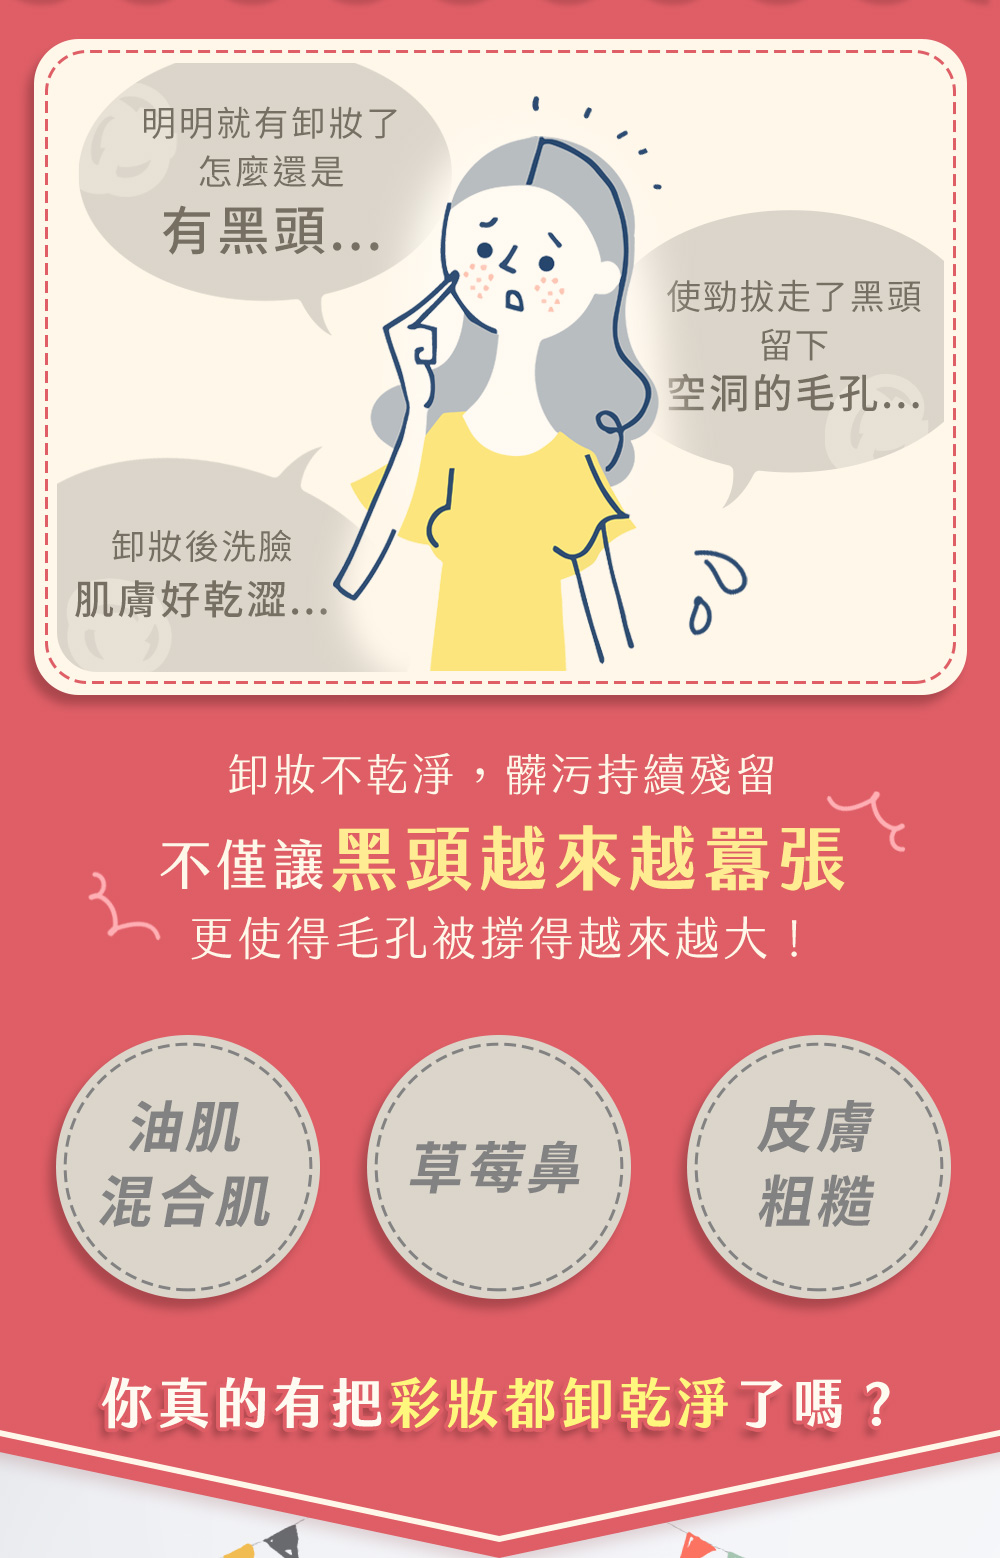 明明就有卸妝了
怎麼還是
有黑頭...
使勁拔走了黑頭
留下
空洞的毛孔...
卸妝後洗臉
肌膚好乾澀...
卸妝不乾淨，髒污持續殘留
不僅讓黑頭越來越囂張
更使得毛孔被撐得越來越大！
油肌
混合肌
草莓鼻
皮膚
粗糙
你真的有把彩妝都卸乾淨了嗎？